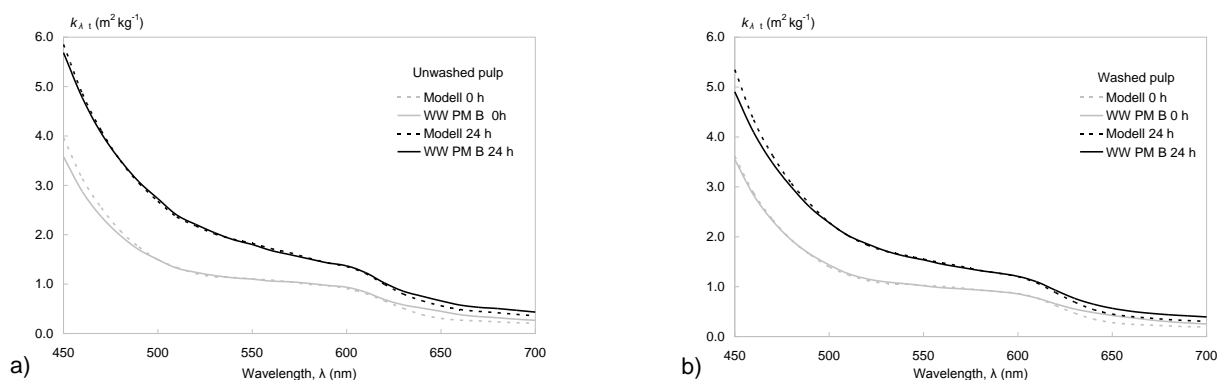 k λ t (m² kg⁻¹)
6.0
5.0
4.0
3.0
2.0
1.0
0.0
Unwashed pulp
Modell 0 h
WW PM B 0h
Modell 24 h
WW PM B 24 h
450 500 550 600 650 700
Wavelength, λ (nm)
a)
k λ t (m² kg⁻¹)
6.0
5.0
4.0
3.0
2.0
1.0
0.0
Washed pulp
Modell 0 h
WW PM B 0 h
Modell 24 h
WW PM B 24 h
450 500 550 600 650 700
Wavelength, λ (nm)
b)